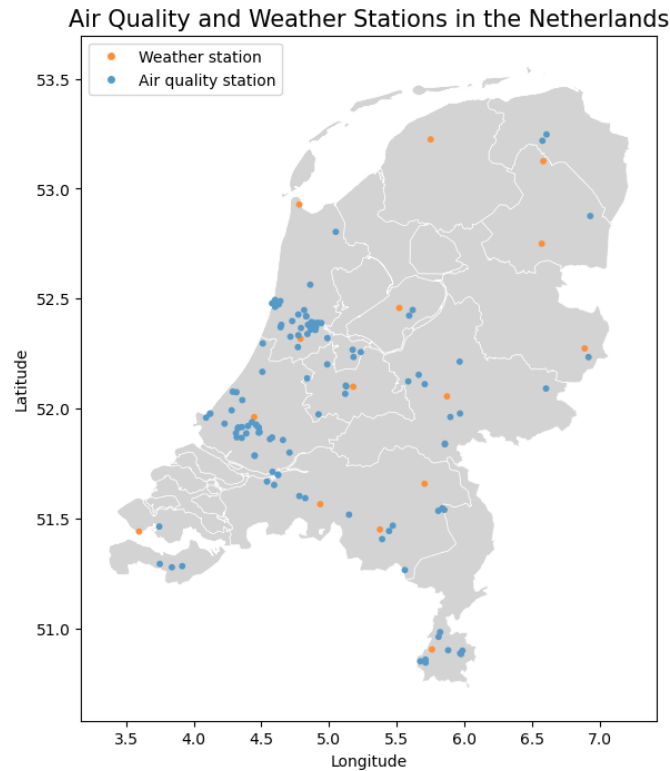 Air Quality and Weather Stations in the Netherlands
Weather station
Air quality station
53.5
53.0
52.5
52.0
51.5
51.0
Latitude
3.5 4.0 4.5 5.0 5.5 6.0 6.5 7.0
Longitude